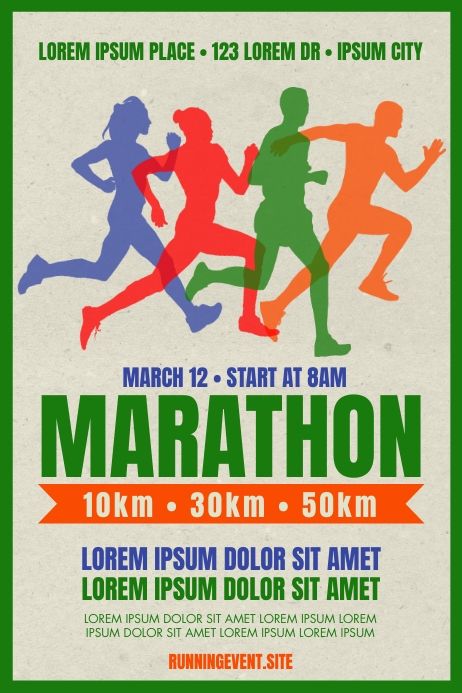 LOREM IPSUM PLACE • 123 LOREM DR • IPSUM CITY
MARCH 12 • START AT 8AM
MARATHON
10km • 30km • 50km
LOREM IPSUM DOLOR SIT AMET
LOREM IPSUM DOLOR SIT AMET
LOREM IPSUM DOLOR SIT AMET LOREM IPSUM LOREM
IPSUM DOLOR SIT AMET LOREM IPSUM LOREM IPSUM
RUNNINGEVENT.SITE